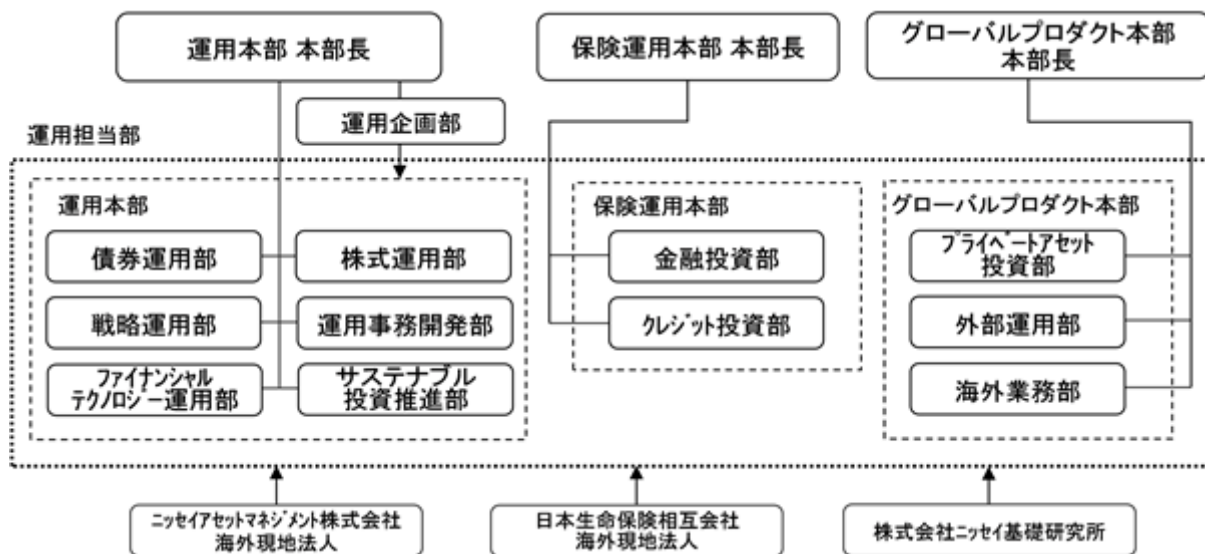 運用本部 本部長
保険運用本部 本部長
グローバルプロダクト本部
本部長
運用企画部
運用担当部
運用本部
債券運用部
株式運用部
戦略運用部
運用事務開発部
ファイナンシャル
テクノロジー運用部
サステナブル
投資推進部
保険運用本部
金融投資部
クレジット投資部
グローバルプロダクト本部
プライベートアセット
投資部
外部運用部
海外業務部
ニッセイアセットマネジメント株式会社
海外現地法人
日本生命保険相互会社
海外現地法人
株式会社ニッセイ基礎研究所